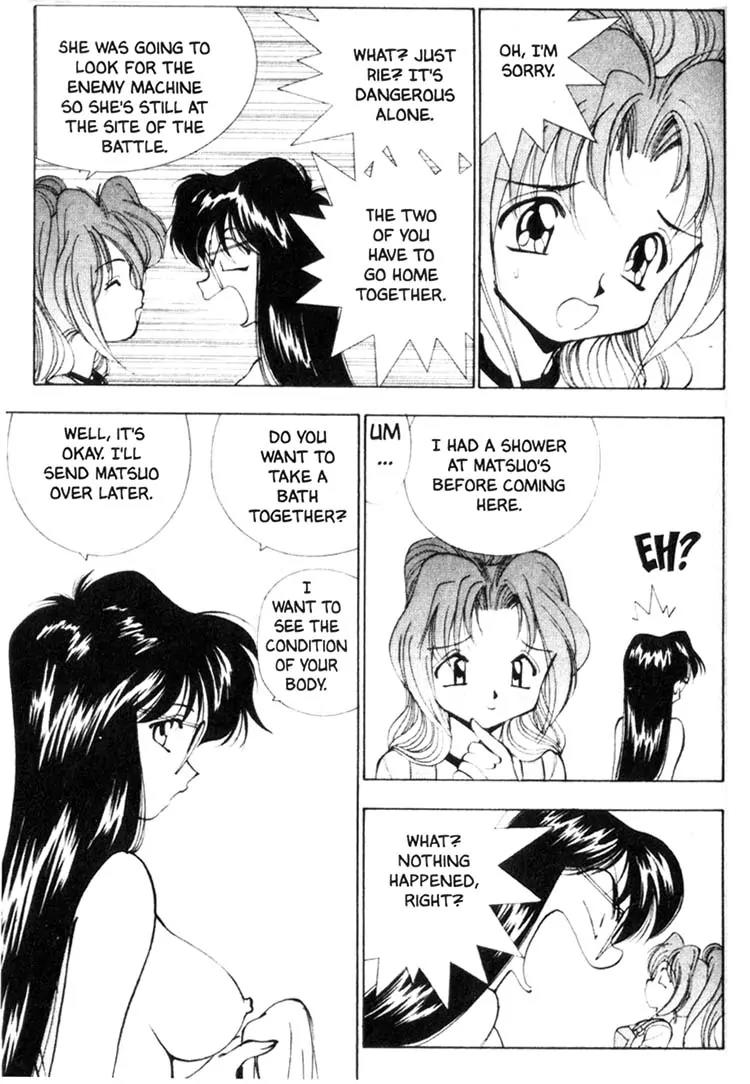 SHE WAS GOING TO
LOOK FOR THE
ENEMY MACHINE
SO SHE'S STILL AT
THE SITE OF THE
BATTLE.
WHAT? JUST
RIE? IT'S
DANGEROUS
ALONE.
THE TWO
OF YOU
HAVE TO
GO HOME
TOGETHER.
OH, I'M
SORRY.
WELL, IT'S
OKAY. I'LL
SEND MATSUO
OVER LATER.
DO YOU
WANT TO
TAKE A
BATH
TOGETHER?
I
WANT TO
SEE THE
CONDITION
OF YOUR
BODY.
UM
...
I HAD A SHOWER
AT MATSUO'S
BEFORE COMING
HERE.
EH?
WHAT?
NOTHING
HAPPENED,
RIGHT?